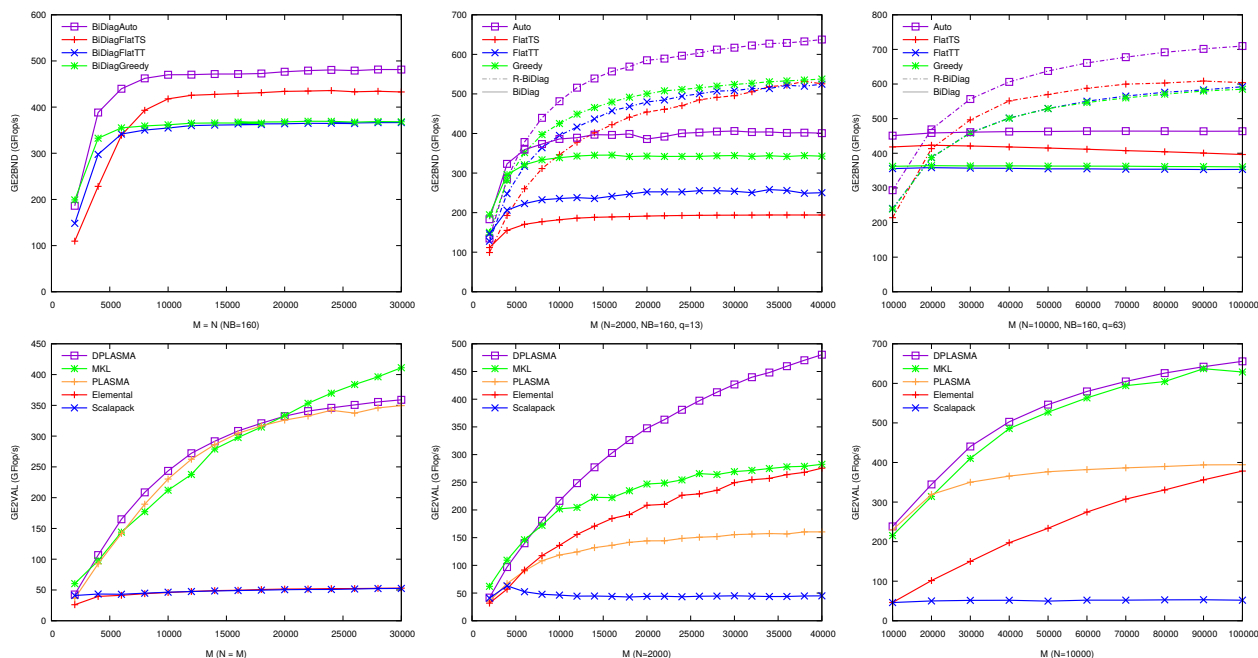 600
500
400
300
200
100
0
GE2BND (GFlop/s)
BiDiagAuto
BiDiagFlatTS
BiDiagFlatTT
BiDiagGreedy
0 5000 10000 15000 20000 25000 30000
M = N (NB=160)
700
600
500
400
300
200
100
0
GE2BND (GFlop/s)
Auto
FlatTS
FlatTT
Greedy
R-BiDiag
BiDiag
0 5000 10000 15000 20000 25000 30000 35000 40000
M (N=2000, NB=160, q=13)
800
700
600
500
400
300
200
100
0
GE2BND (GFlop/s)
Auto
FlatTS
FlatTT
Greedy
R-BiDiag
BiDiag
10000 20000 30000 40000 50000 60000 70000 80000 90000 100000
M (N=10000, NB=160, q=63)
450
400
350
300
250
200
150
100
50
0
GE2VAL (GFlop/s)
DPLASMA
MKL
PLASMA
Elemental
Scalapack
0 5000 10000 15000 20000 25000 30000
M (N = M)
500
450
400
350
300
250
200
150
100
50
0
GE2VAL (GFlop/s)
DPLASMA
MKL
PLASMA
Elemental
Scalapack
0 5000 10000 15000 20000 25000 30000 35000 40000
M (N=2000)
700
600
500
400
300
200
100
0
GE2VAL (GFlop/s)
DPLASMA
MKL
PLASMA
Elemental
Scalapack
10000 20000 30000 40000 50000 60000 70000 80000 90000 100000
M (N=10000)